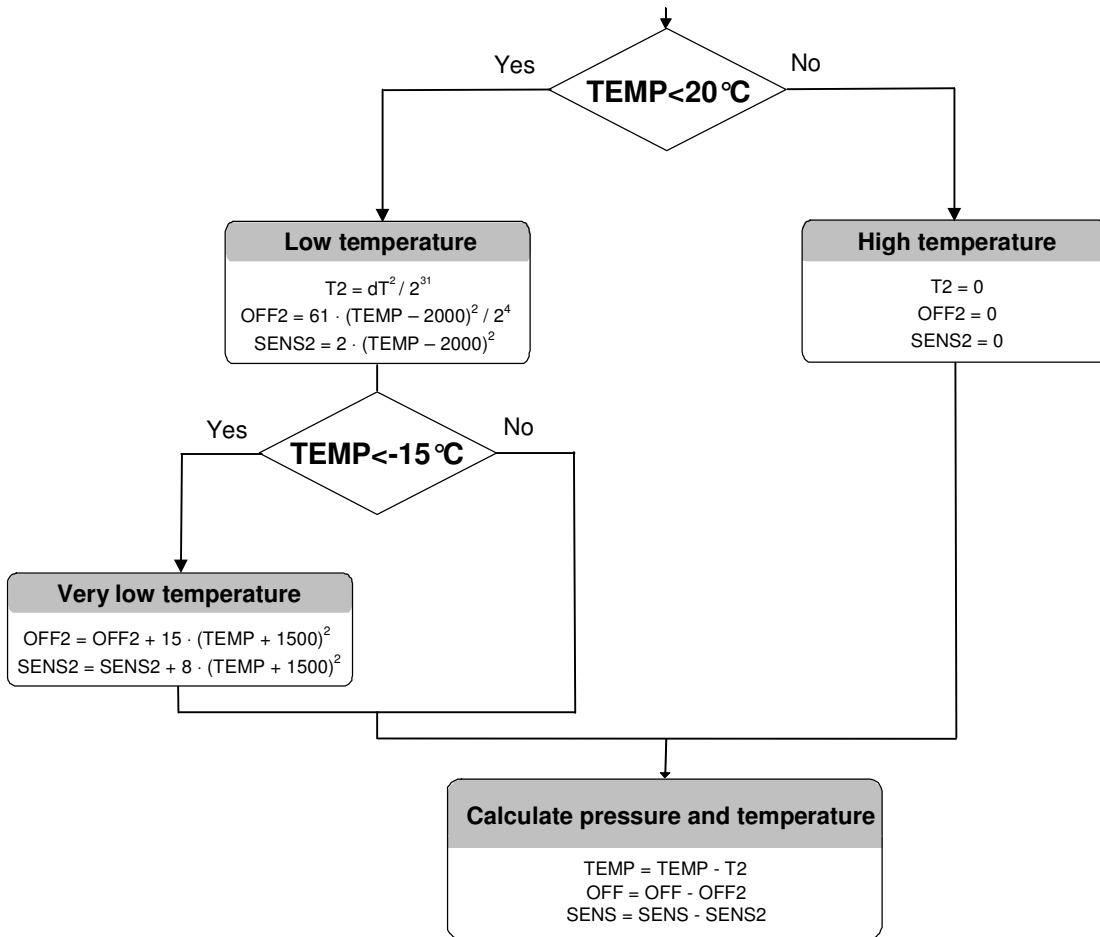 Yes
No
TEMP<20°C
Low temperature
T2 = dT² / 2³¹
OFF2 = 61 · (TEMP – 2000)² / 2⁴
SENS2 = 2 · (TEMP – 2000)²
High temperature
T2 = 0
OFF2 = 0
SENS2 = 0
Yes
No
TEMP<-15°C
Very low temperature
OFF2 = OFF2 + 15 · (TEMP + 1500)²
SENS2 = SENS2 + 8 · (TEMP + 1500)²
Calculate pressure and temperature
TEMP = TEMP - T2
OFF = OFF - OFF2
SENS = SENS - SENS2